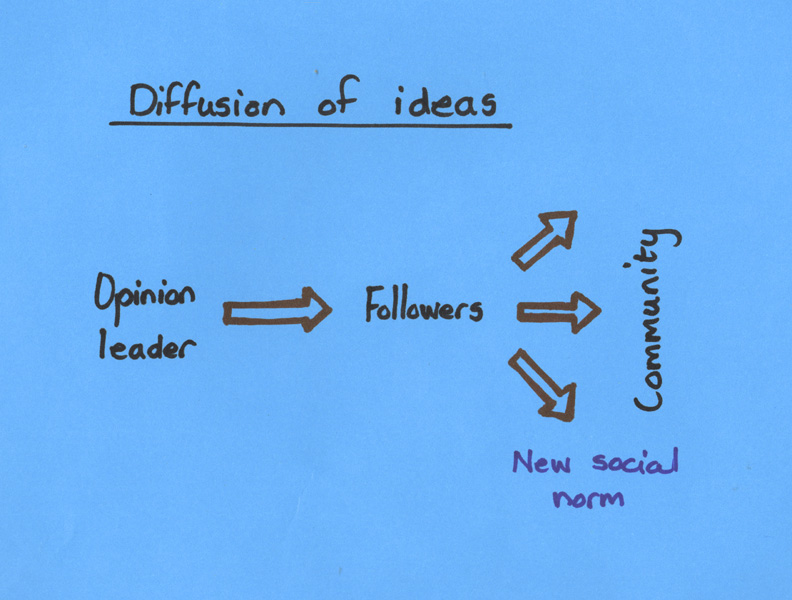 Diffusion of ideas
Opinion
leader
Followers
Community
New social
norm